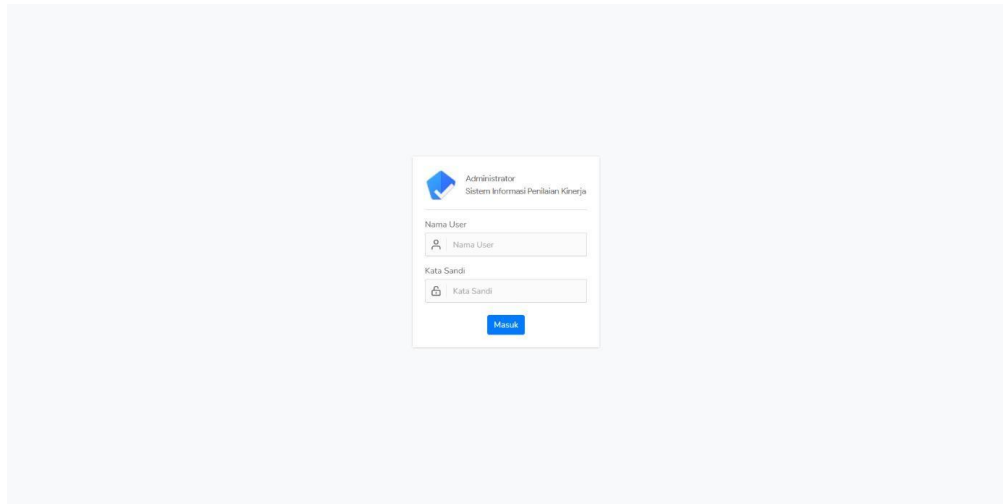 Administrator
Sistem Informasi Penilaian Kinerja
Nama User
Nama User
Kata Sandi
Kata Sandi
Masuk